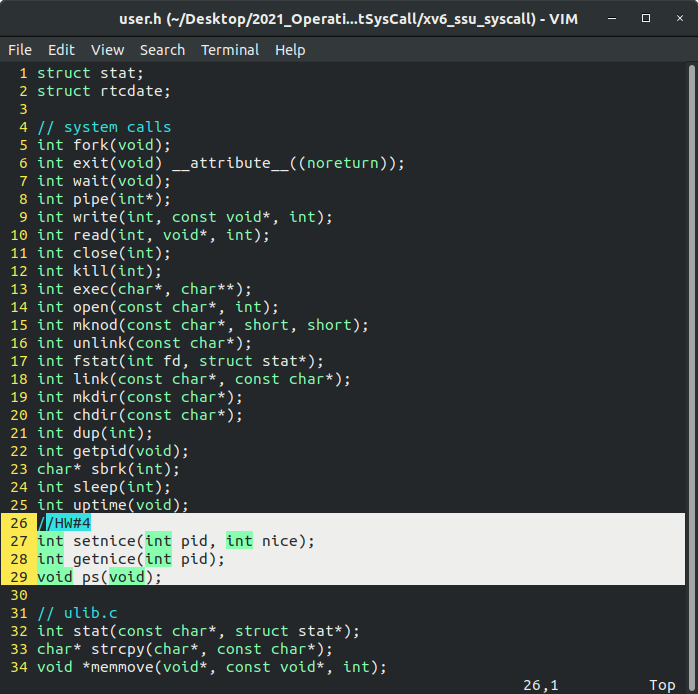 user.h (~/Desktop/2021_Operati...tSysCall/xv6_ssu_syscall) - VIM
File Edit View Search Terminal Help
1 struct stat;
2 struct rtcdate;
3
4 // system calls
5 int fork(void);
6 int exit(void) __attribute__((noreturn));
7 int wait(void);
8 int pipe(int*);
9 int write(int, const void*, int);
10 int read(int, void*, int);
11 int close(int);
12 int kill(int);
13 int exec(char*, char**);
14 int open(const char*, int);
15 int mknod(const char*, short, short);
16 int unlink(const char*);
17 int fstat(int fd, struct stat*);
18 int link(const char*, const char*);
19 int mkdir(const char*);
20 int chdir(const char*);
21 int dup(int);
22 int getpid(void);
23 char* sbrk(int);
24 int sleep(int);
25 int uptime(void);
26 //HW#4
27 int setnice(int pid, int nice);
28 int getnice(int pid);
29 void ps(void);
30
31 // ulib.c
32 int stat(const char*, struct stat*);
33 char* strcpy(char*, const char*);
34 void *memmove(void*, const void*, int);
26,1 Top